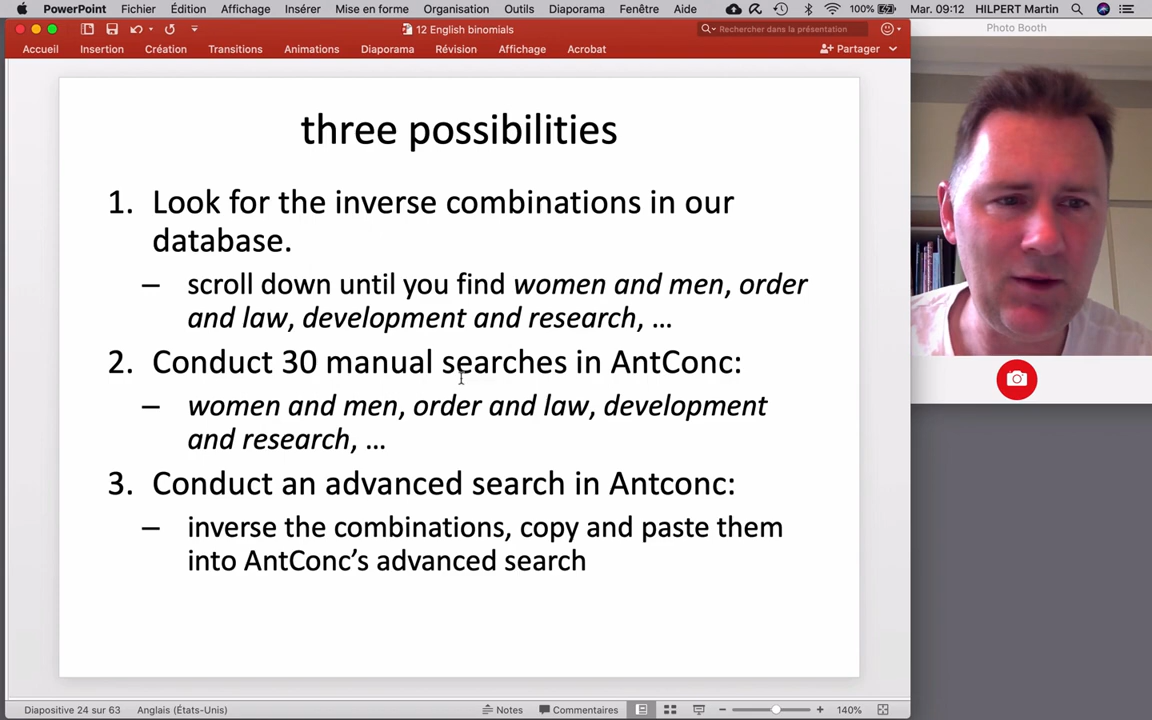 PowerPoint Fichier Édition Affichage Insérer Mise en forme Organisation Outils Diaporama Fenêtre Aide 100% Mar. 09:12 HILPERT Martin
12 English binomials
Rechercher dans la présentation
Photo Booth
Accueil Insertion Création Transitions Animations Diaporama Révision Affichage Acrobat Partager
three possibilities
1. Look for the inverse combinations in our
database.
– scroll down until you find women and men, order
and law, development and research, …
2. Conduct 30 manual searches in AntConc:
– women and men, order and law, development
and research, …
3. Conduct an advanced search in Antconc:
– inverse the combinations, copy and paste them
into AntConc’s advanced search
Diapositive 24 sur 63 Anglais (États-Unis) Notes Commentaires 140%